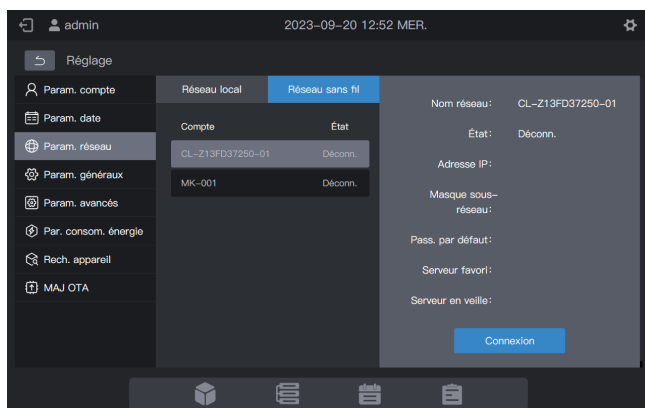 admin
2023-09-20 12:52 MER.
Réglage
Param. compte
Param. date
Param. réseau
Param. généraux
Param. avancés
Par. consom. énergie
Rech. appareil
MAJ OTA
Réseau local
Réseau sans fil
Compte
État
CL-Z13FD37250-01
Déconn.
MK-001
Déconn.
Nom réseau:
CL-Z13FD37250-01
État:
Déconn.
Adresse IP:
Masque sous-
réseau:
Pass. par défaut:
Serveur favori:
Serveur en veille:
Connexion